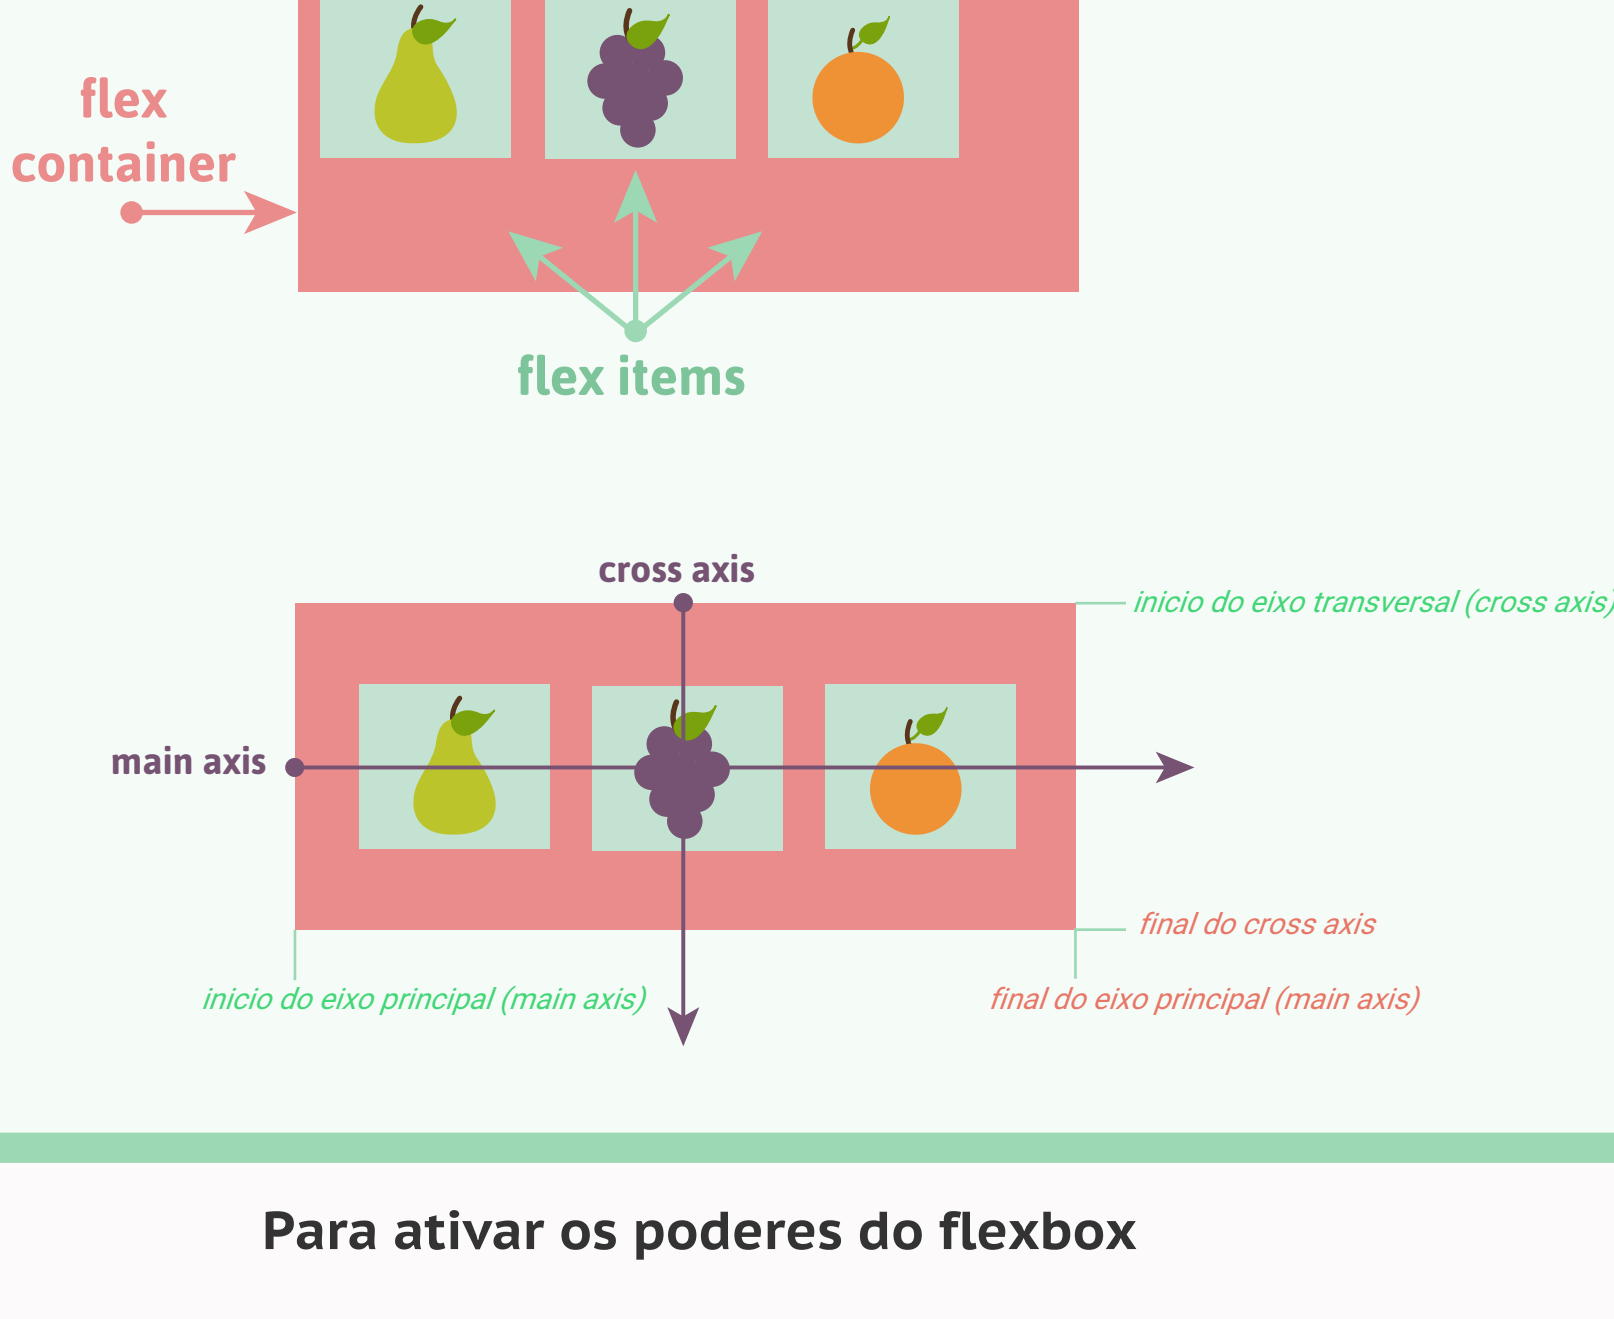 flex
container
flex items
cross axis
inicio do eixo transversal (cross axis)
main axis
final do cross axis
inicio do eixo principal (main axis)
final do eixo principal (main axis)
Para ativar os poderes do flexbox